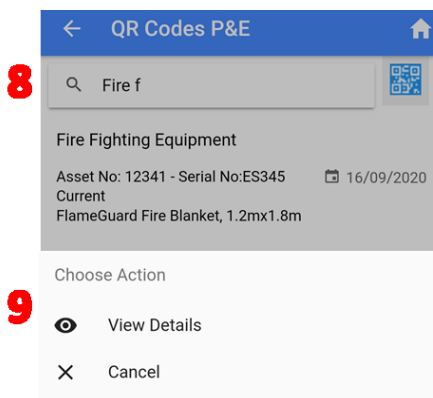 QR Codes P&E
8
Fire f
Fire Fighting Equipment
Asset No: 12341 - Serial No:ES345
16/09/2020
Current
FlameGuard Fire Blanket, 1.2mx1.8m
Choose Action
9
View Details
Cancel